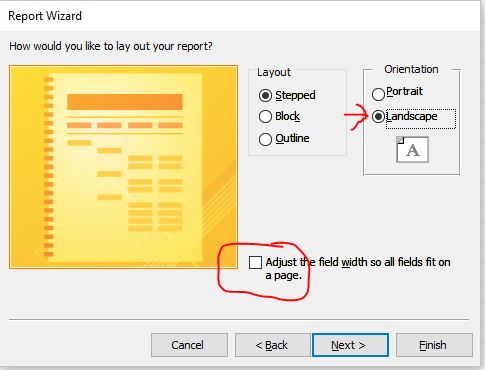 Report Wizard
How would you like to lay out your report?
Layout
Stepped
Block
Outline
Orientation
Portrait
Landscape
A
Adjust the field width so all fields fit on
a page.
Cancel
< Back
Next >
Finish